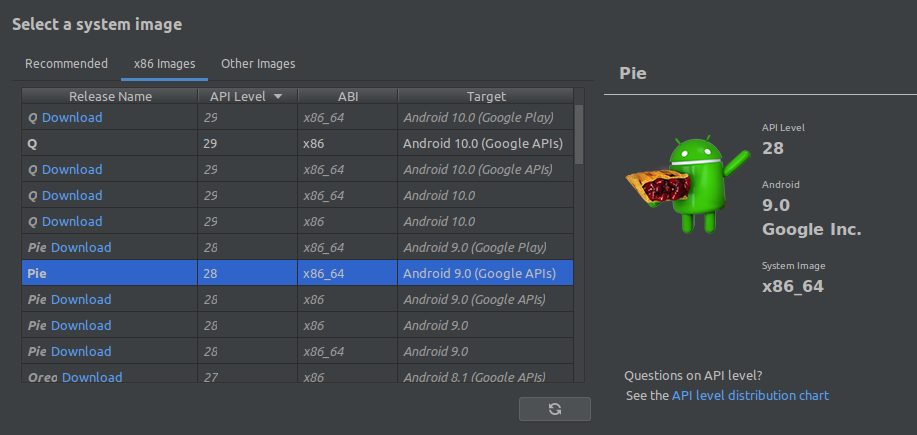 Select a system image
Recommended x86 Images Other Images
Release Name API Level ABI Target
Q Download 29 x86_64 Android 10.0 (Google Play)
Q 29 x86 Android 10.0 (Google APIs)
Q Download 29 x86_64 Android 10.0 (Google APIs)
Q Download 29 x86_64 Android 10.0
Q Download 29 x86 Android 10.0
Pie Download 28 x86_64 Android 9.0 (Google Play)
Pie 28 x86_64 Android 9.0 (Google APIs)
Pie Download 28 x86 Android 9.0 (Google APIs)
Pie Download 28 x86 Android 9.0
Pie Download 28 x86_64 Android 9.0
Oreo Download 27 x86 Android 8.1 (Google APIs)
Pie
API Level
28
Android
9.0
Google Inc.
System Image
x86_64
Questions on API level?
See the API level distribution chart